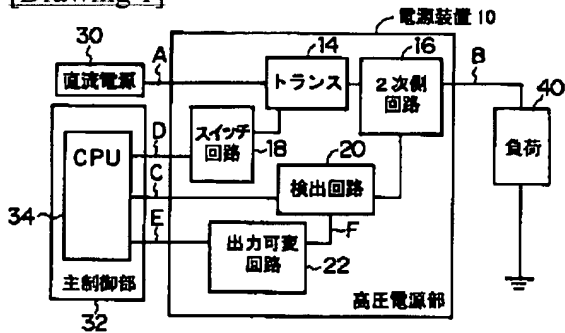 [Drawing 1]
電源装置10
30
A
14
16
B
直流電源
トランス
2次側
回路
40
負荷
D
スイッチ
回路
18
CPU
C
20
検出回路
34
E
F
出力可変
回路
22
主制御部
32
高圧電源部